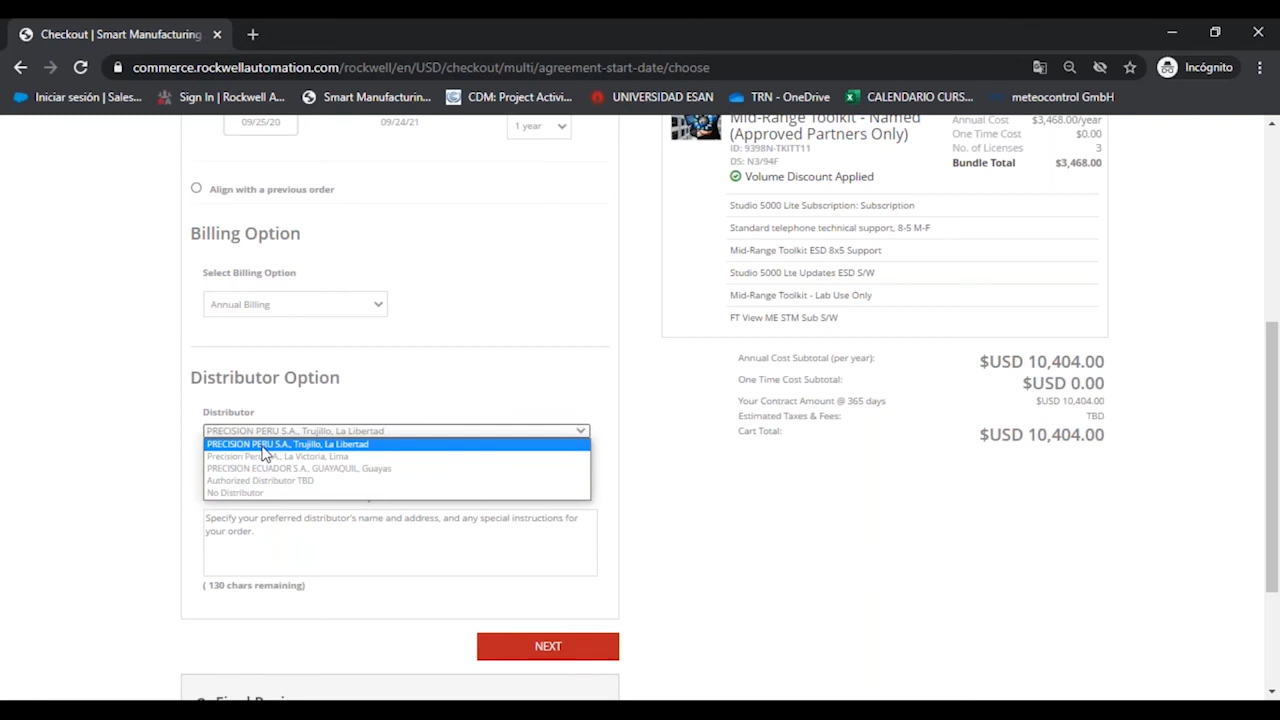 Checkout | Smart Manufacturing
commerce.rockwellautomation.com/rockwell/en/USD/checkout/multi/agreement-start-date/choose
Incógnito
Iniciar sesión | Sales...
Sign In | Rockwell A...
Smart Manufacturin...
CDM: Project Activi...
UNIVERSIDAD ESAN
TRN - OneDrive
CALENDARIO CURS...
meteocontrol GmbH
09/25/20
09/24/21
1 year
Align with a previous order
Billing Option
Select Billing Option
Annual Billing
Distributor Option
Distributor
PRECISION PERU S.A., Trujillo, La Libertad
PRECISION PERU S.A., Trujillo, La Libertad
Precision Peru S.A., La Victoria, Lima
PRECISION ECUADOR S.A., GUAYAQUIL, Guayas
Authorized Distributor TBD
No Distributor
Specify your preferred distributor's name and address, and any special instructions for
your order.
( 130 chars remaining)
NEXT
Mid-Range Toolkit - Named
(Approved Partners Only)
ID: 9398N-TKITT11
DS: N3/94F
Volume Discount Applied
Annual Cost $3,468.00/year
One Time Cost $0.00
No. of Licenses 3
Bundle Total $3,468.00
Studio 5000 Lite Subscription: Subscription
Standard telephone technical support, 8-5 M-F
Mid-Range Toolkit ESD 8x5 Support
Studio 5000 Lte Updates ESD S/W
Mid-Range Toolkit - Lab Use Only
FT View ME STM Sub S/W
Annual Cost Subtotal (per year): $USD 10,404.00
One Time Cost Subtotal: $USD 0.00
Your Contract Amount @ 365 days $USD 10,404.00
Estimated Taxes & Fees: TBD
Cart Total: $USD 10,404.00